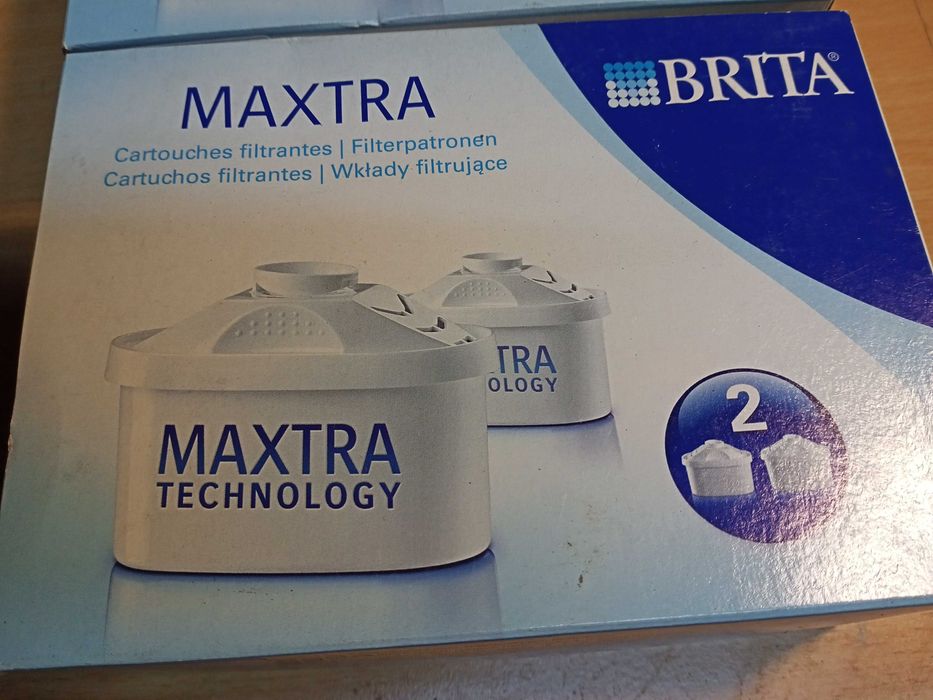 MAXTRA
Cartouches filtrantes | Filterpatronen
Cartuchos filtrantes | Wkłady filtrujące
BRITA®
MAXTRA
TECHNOLOGY
TRA
OLOGY
2